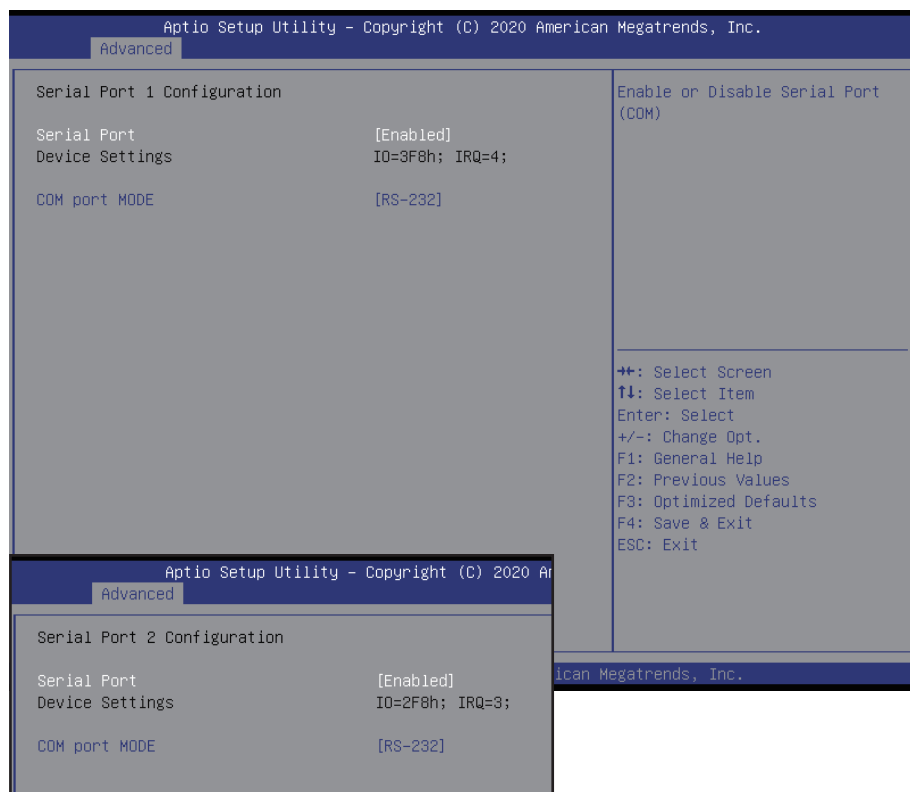 Aptio Setup Utility – Copyright (C) 2020 American Megatrends, Inc.
Advanced
Serial Port 1 Configuration
Serial Port [Enabled]
Device Settings IO=3F8h; IRQ=4;
COM port MODE [RS-232]
Enable or Disable Serial Port
(COM)
→←: Select Screen
↑↓: Select Item
Enter: Select
+/-: Change Opt.
F1: General Help
F2: Previous Values
F3: Optimized Defaults
F4: Save & Exit
ESC: Exit
ican Megatrends, Inc.
Aptio Setup Utility – Copyright (C) 2020 Am
Advanced
Serial Port 2 Configuration
Serial Port [Enabled]
Device Settings IO=2F8h; IRQ=3;
COM port MODE [RS-232]